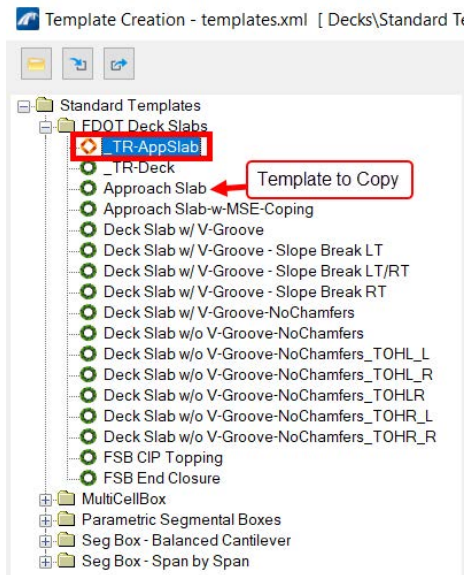 Template Creation - templates.xml [ Decks\Standard Te
Standard Templates
FDOT Deck Slabs
_TR-AppSlab
_TR-Deck
Approach Slab
Template to Copy
Approach Slab-w-MSE-Coping
Deck Slab w/ V-Groove
Deck Slab w/ V-Groove - Slope Break LT
Deck Slab w/ V-Groove - Slope Break LT/RT
Deck Slab w/ V-Groove - Slope Break RT
Deck Slab w/ V-Groove-NoChamfers
Deck Slab w/o V-Groove-NoChamfers
Deck Slab w/o V-Groove-NoChamfers_TOHL_L
Deck Slab w/o V-Groove-NoChamfers_TOHL_R
Deck Slab w/o V-Groove-NoChamfers_TOHLR
Deck Slab w/o V-Groove-NoChamfers_TOHR_L
Deck Slab w/o V-Groove-NoChamfers_TOHR_R
FSB CIP Topping
FSB End Closure
MultiCellBox
Parametric Segmental Boxes
Seg Box - Balanced Cantilever
Seg Box - Span by Span